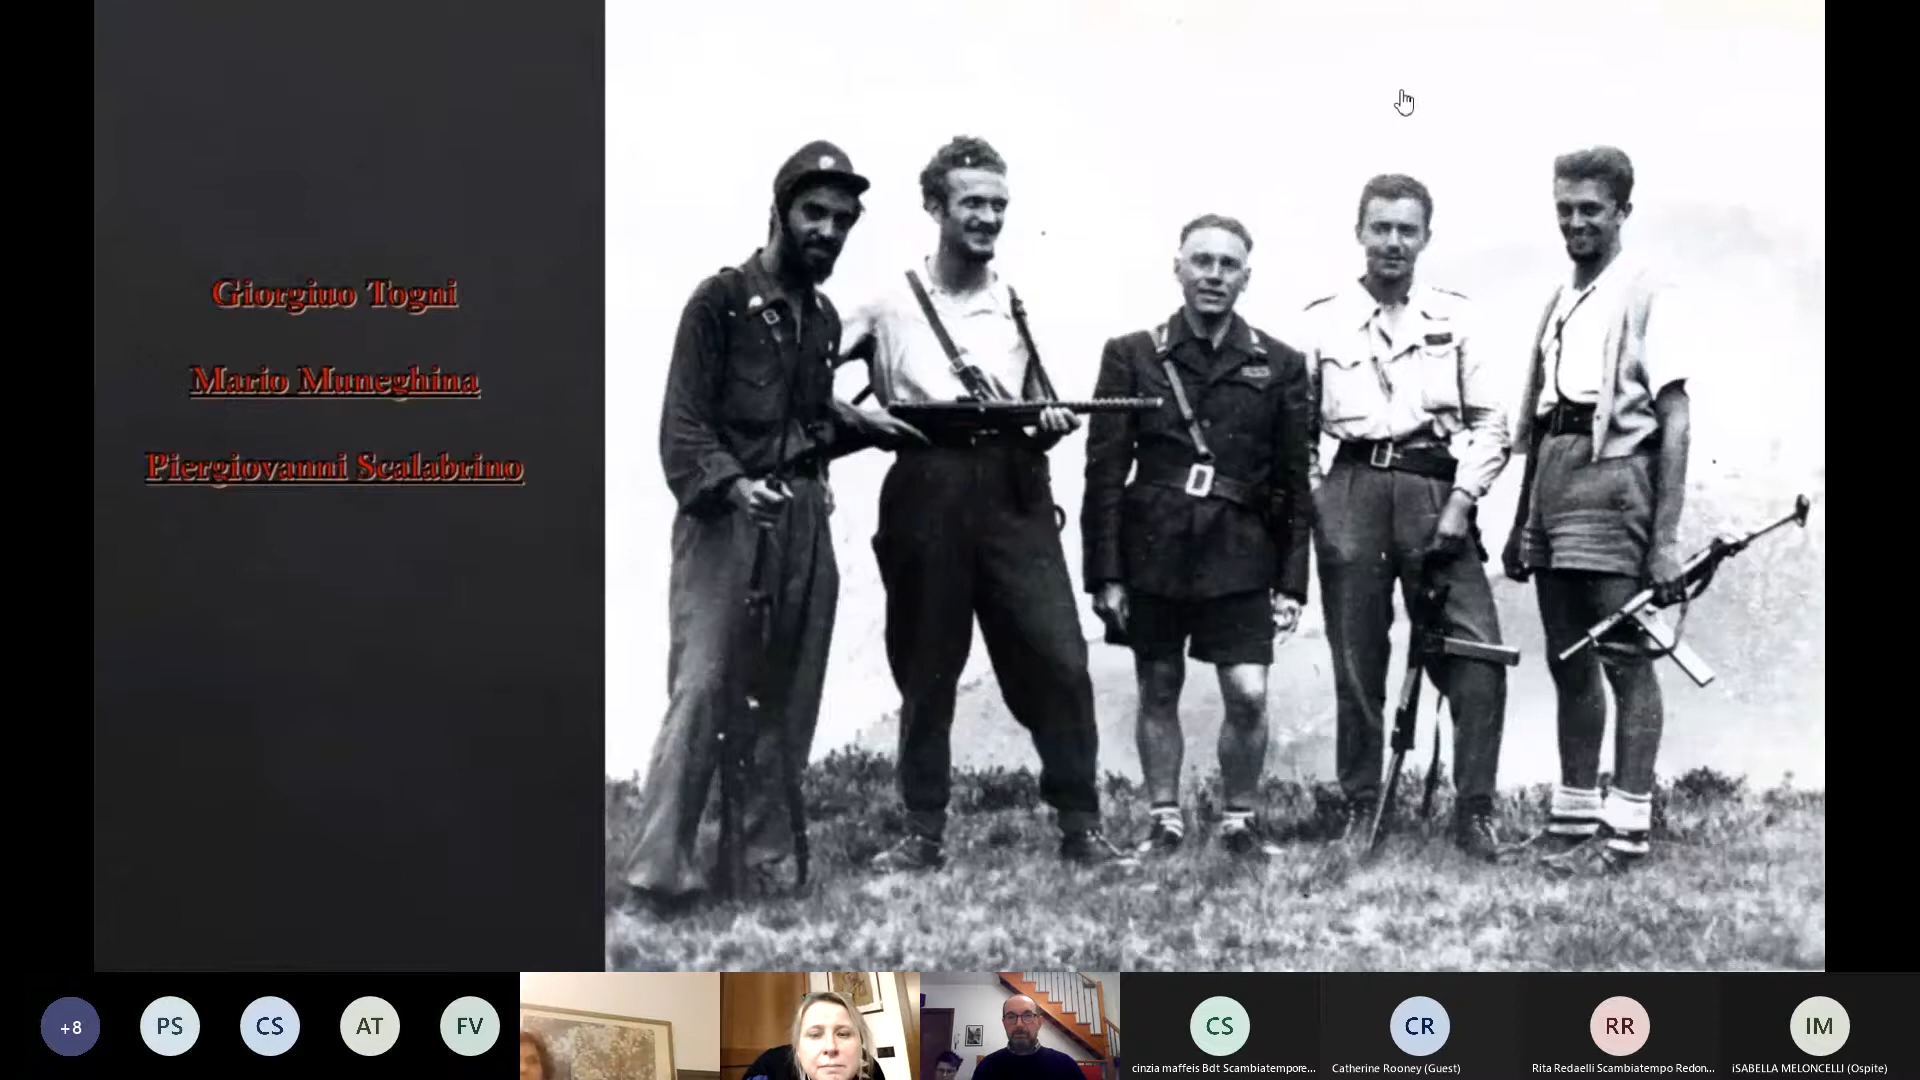 Giorgiuo Togni
Mario Muneghina
Piergiovanni Scalabrino
+8
PS
CS
AT
FV
CS
CR
RR
IM
cinzia maffeis Bdt Scambiatempore...
Catherine Rooney (Guest)
Rita Redaelli Scambiatempo Redon...
iSABELLA MELONCELLI (Ospite)